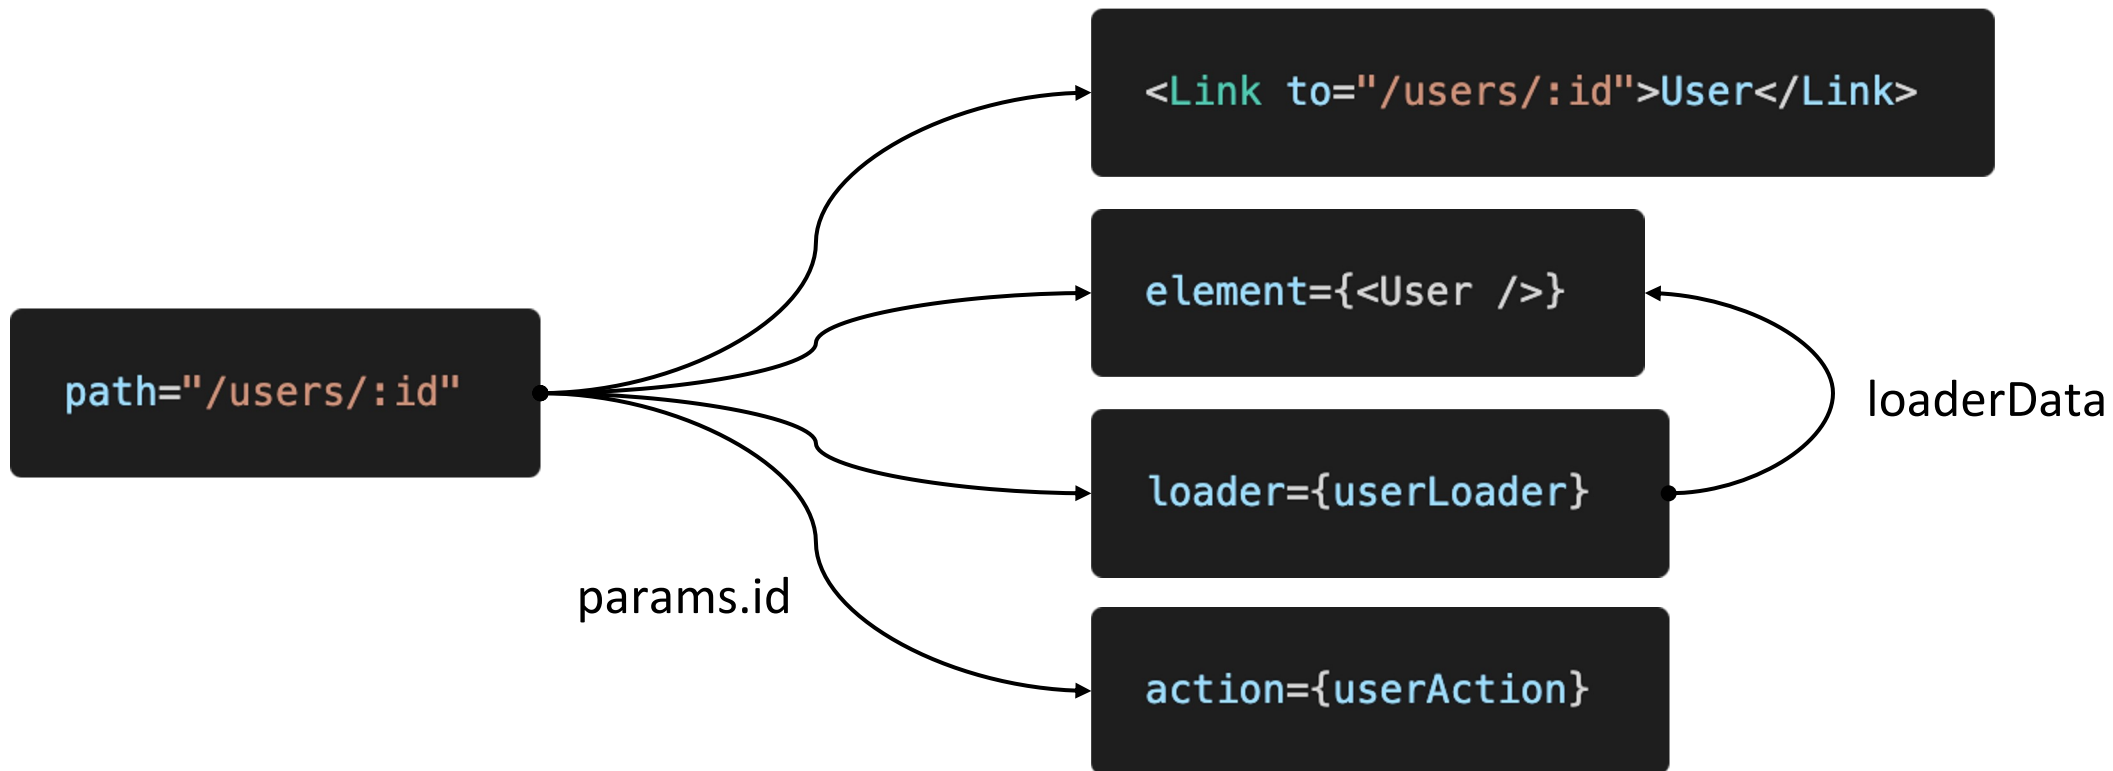 <Link to="/users/:id">User</Link>
element={<User />}
path="/users/:id"
loaderData
loader={userLoader}
params.id
action={userAction}